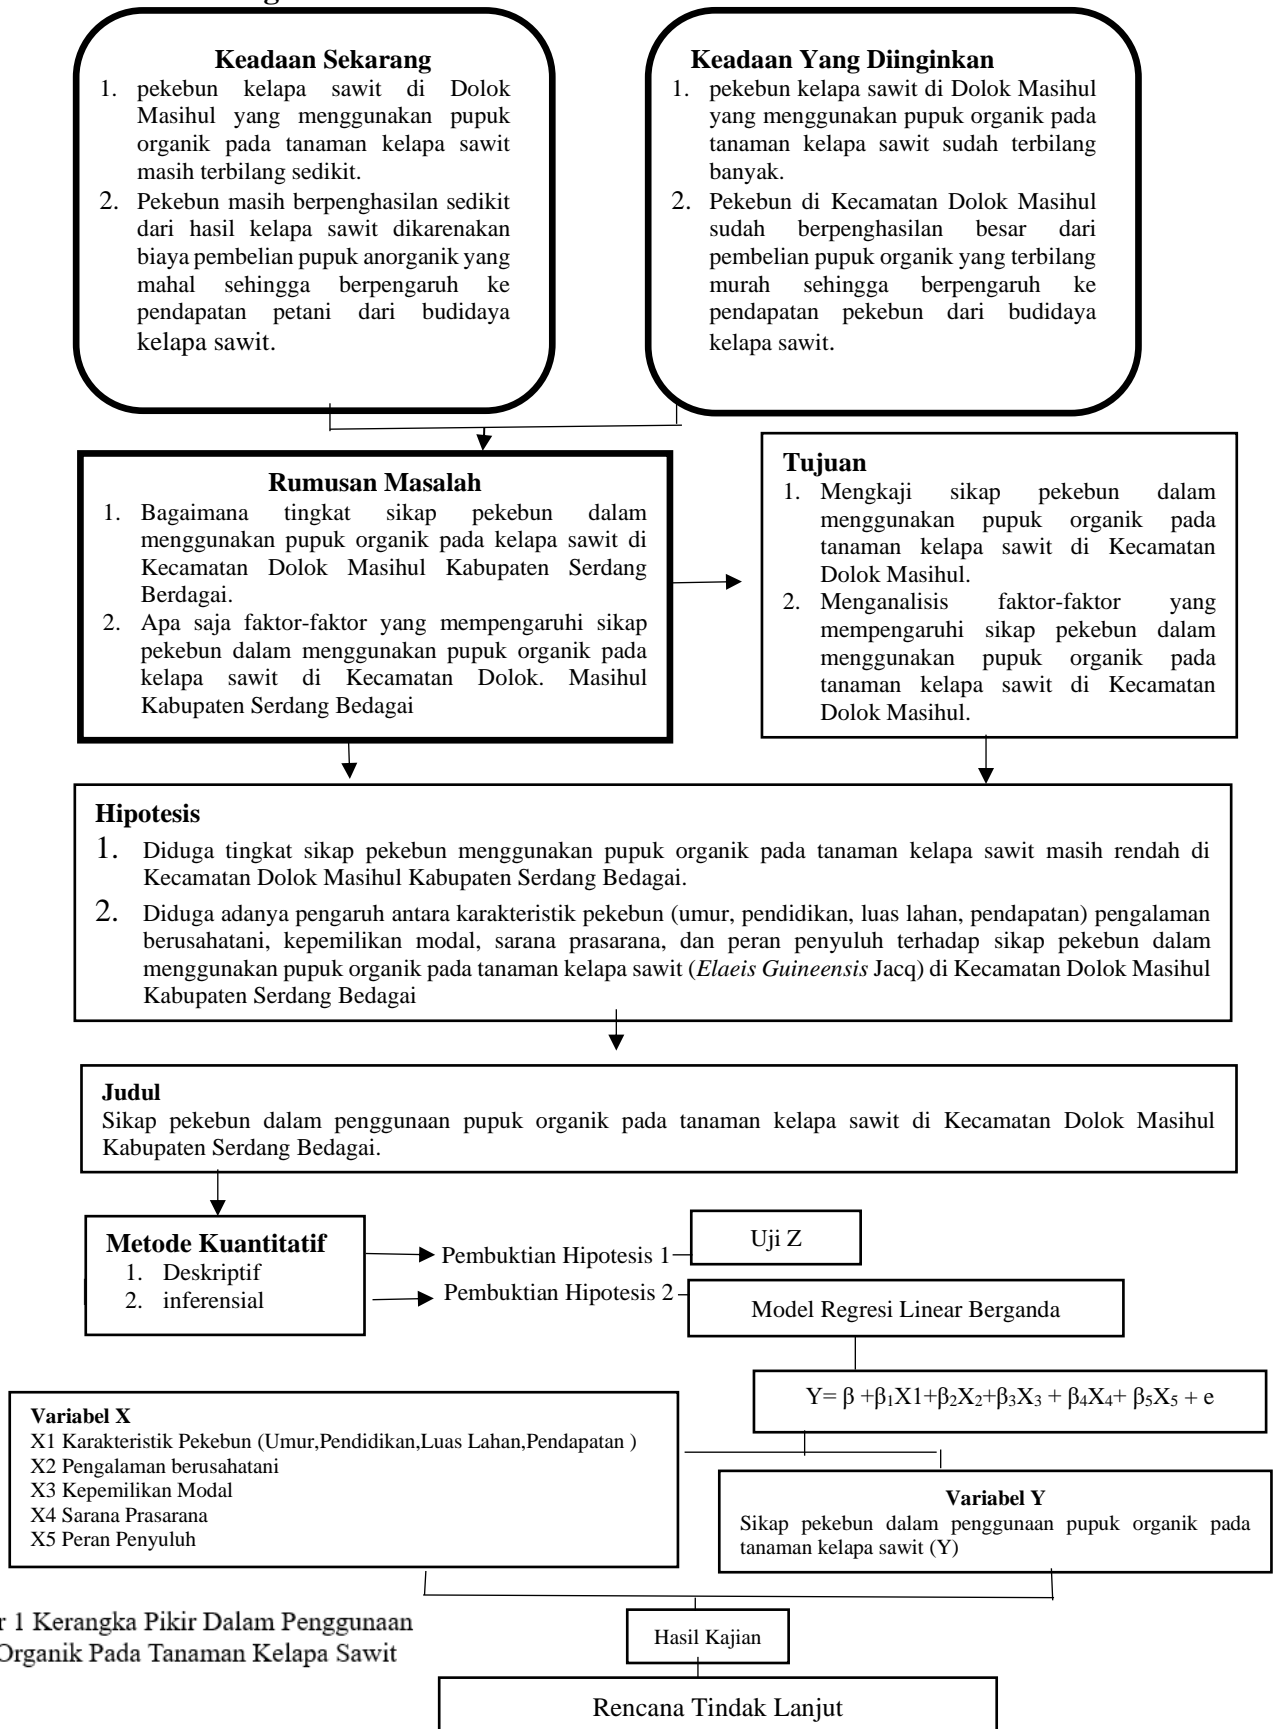 Keadaan Sekarang
1. pekebun kelapa sawit di Dolok
Masihul yang menggunakan pupuk
organik pada tanaman kelapa sawit
masih terbilang sedikit.
2. Pekebun masih berpenghasilan sedikit
dari hasil kelapa sawit dikarenakan
biaya pembelian pupuk anorganik yang
mahal sehingga berpengaruh ke
pendapatan petani dari budidaya
kelapa sawit.
Keadaan Yang Diinginkan
1. pekebun kelapa sawit di Dolok Masihul
yang menggunakan pupuk organik pada
tanaman kelapa sawit sudah terbilang
banyak.
2. Pekebun di Kecamatan Dolok Masihul
sudah berpenghasilan besar dari
pembelian pupuk organik yang terbilang
murah sehingga berpengaruh ke
pendapatan pekebun dari budidaya
kelapa sawit.
Rumusan Masalah
1. Bagaimana tingkat sikap pekebun dalam
menggunakan pupuk organik pada kelapa sawit di
Kecamatan Dolok Masihul Kabupaten Serdang
Berdagai.
2. Apa saja faktor-faktor yang mempengaruhi sikap
pekebun dalam menggunakan pupuk organik pada
kelapa sawit di Kecamatan Dolok. Masihul
Kabupaten Serdang Bedagai
Tujuan
1. Mengkaji sikap pekebun dalam
menggunakan pupuk organik pada
tanaman kelapa sawit di Kecamatan
Dolok Masihul.
2. Menganalisis faktor-faktor yang
mempengaruhi sikap pekebun dalam
menggunakan pupuk organik pada
tanaman kelapa sawit di Kecamatan
Dolok Masihul.
Hipotesis
1. Diduga tingkat sikap pekebun menggunakan pupuk organik pada tanaman kelapa sawit masih rendah di
Kecamatan Dolok Masihul Kabupaten Serdang Bedagai.
2. Diduga adanya pengaruh antara karakteristik pekebun (umur, pendidikan, luas lahan, pendapatan) pengalaman
berusahatani, kepemilikan modal, sarana prasarana, dan peran penyuluh terhadap sikap pekebun dalam
menggunakan pupuk organik pada tanaman kelapa sawit (Elaeis Guineensis Jacq) di Kecamatan Dolok Masihul
Kabupaten Serdang Bedagai
Judul
Sikap pekebun dalam penggunaan pupuk organik pada tanaman kelapa sawit di Kecamatan Dolok Masihul
Kabupaten Serdang Bedagai.
Metode Kuantitatif
1. Deskriptif
2. inferensial
Pembuktian Hipotesis 1
Uji Z
Pembuktian Hipotesis 2
Model Regresi Linear Berganda
Y= β +β₁X1+β₂X₂+β₃X₃ + β₄X₄+ β₅X₅ + e
Variabel X
X1 Karakteristik Pekebun (Umur,Pendidikan,Luas Lahan,Pendapatan )
X2 Pengalaman berusahatani
X3 Kepemilikan Modal
X4 Sarana Prasarana
X5 Peran Penyuluh
Variabel Y
Sikap pekebun dalam penggunaan pupuk organik pada
tanaman kelapa sawit (Y)
r 1 Kerangka Pikir Dalam Penggunaan
Organik Pada Tanaman Kelapa Sawit
Hasil Kajian
Rencana Tindak Lanjut